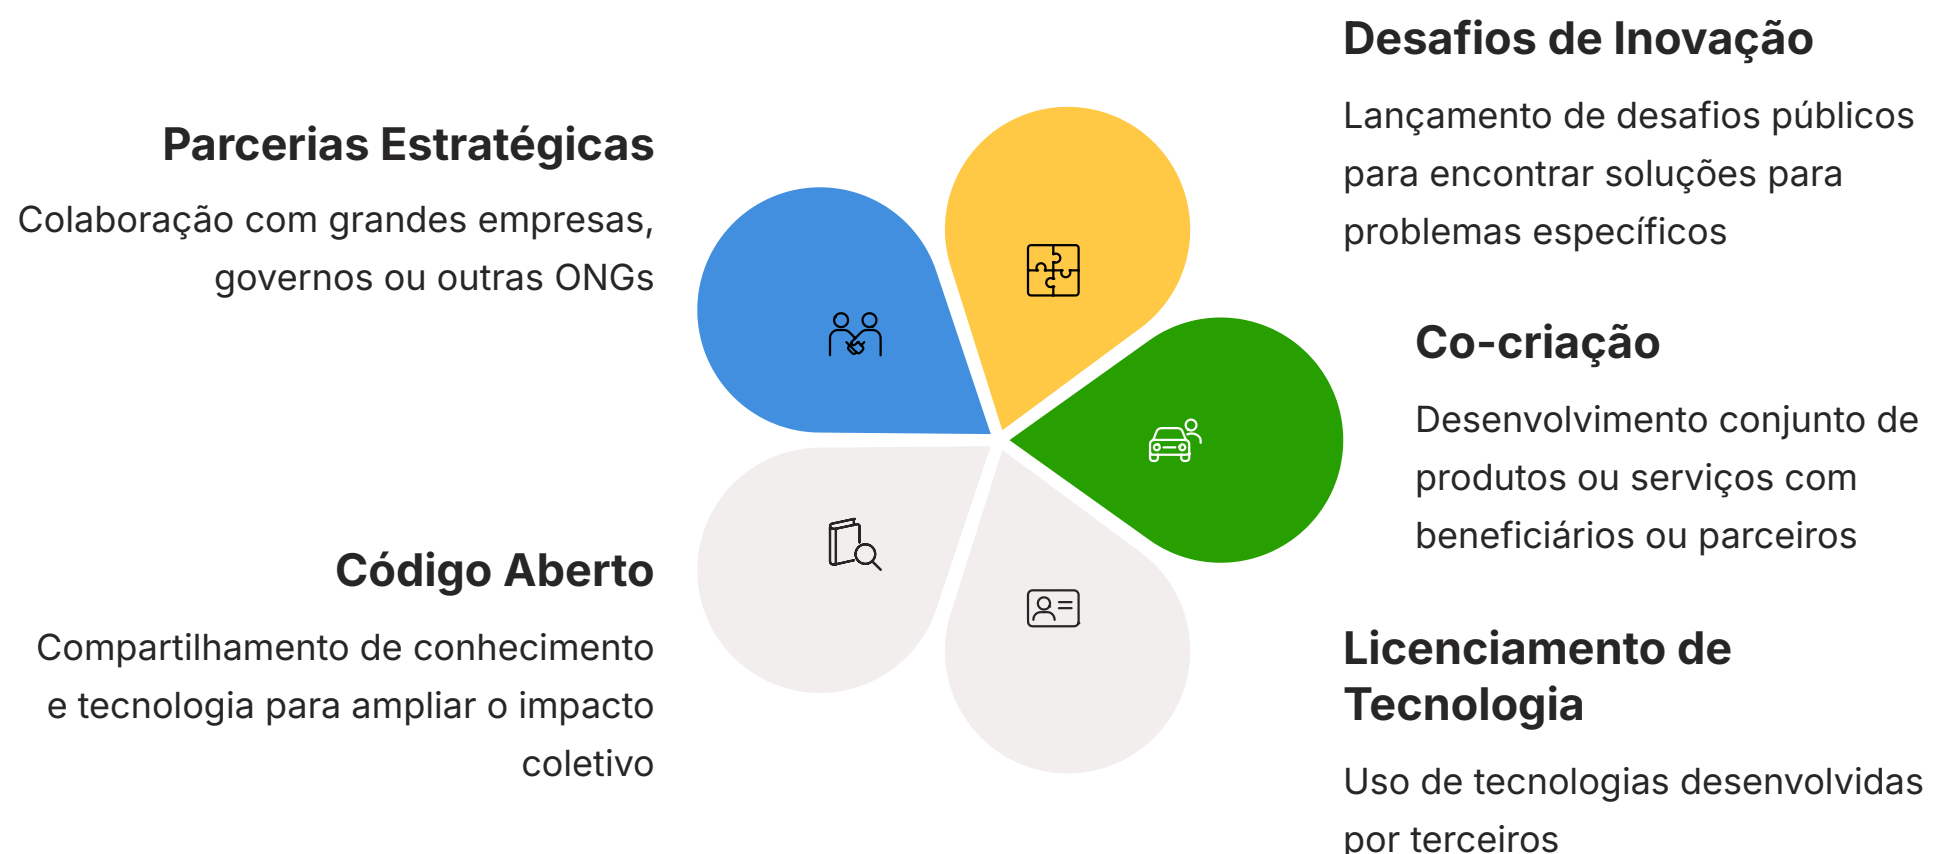 Desafios de Inovação
Lançamento de desafios públicos
para encontrar soluções para
problemas específicos
Parcerias Estratégicas
Colaboração com grandes empresas,
governos ou outras ONGs
Co-criação
Desenvolvimento conjunto de
produtos ou serviços com
beneficiários ou parceiros
Código Aberto
Compartilhamento de conhecimento
e tecnologia para ampliar o impacto
coletivo
Licenciamento de
Tecnologia
Uso de tecnologias desenvolvidas
por terceiros